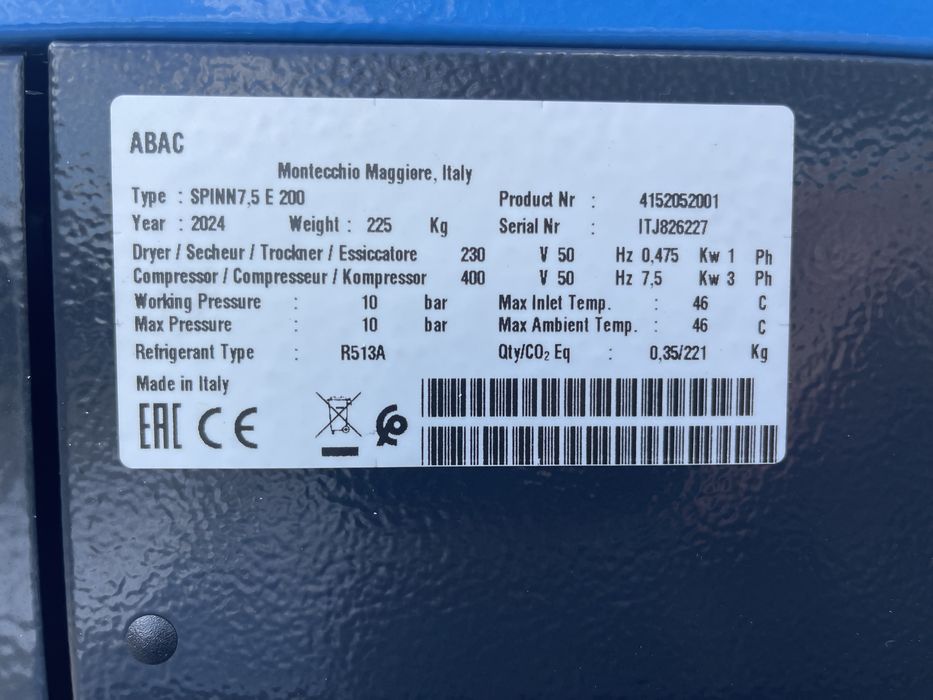 ABAC
Montecchio Maggiore, Italy
Type : SPINN7,5 E 200 Product Nr : 4152052001
Year : 2024 Weight : 225 Kg Serial Nr : ITJ826227
Dryer / Secheur / Trockner / Essiccatore 230 V 50 Hz 0,475 Kw 1 Ph
Compressor / Compresseur / Kompressor 400 V 50 Hz 7,5 Kw 3 Ph
Working Pressure : 10 bar Max Inlet Temp. : 46 C
Max Pressure : 10 bar Max Ambient Temp. : 46 C
Refrigerant Type : R513A Qty/CO₂ Eq : 0,35/221 Kg
Made in Italy
EAC CE